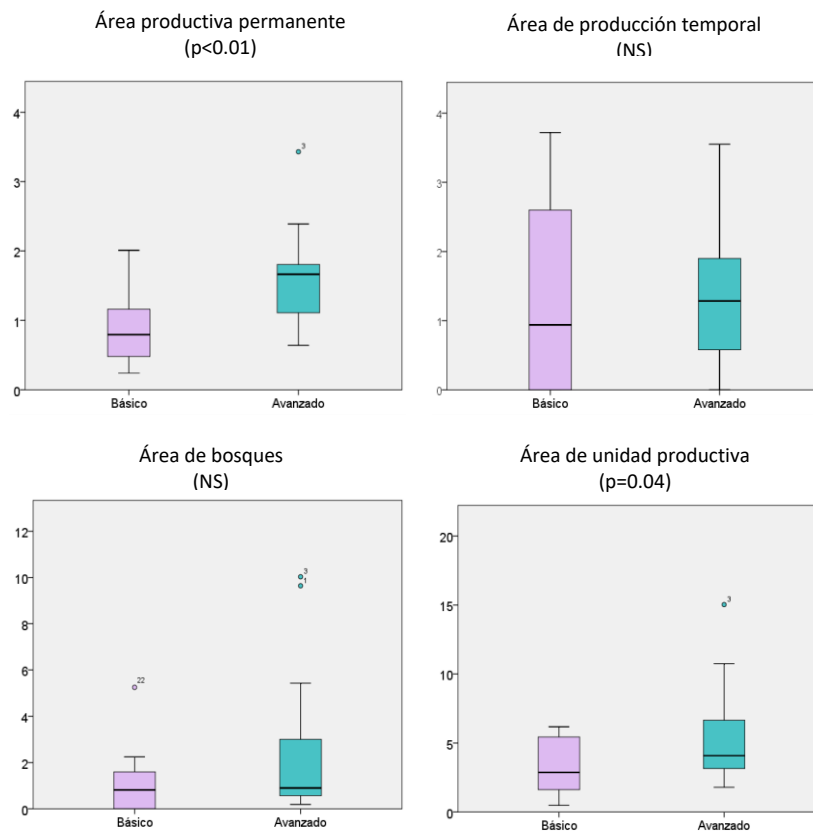 Área productiva permanente
(p<0.01)
4
3
2
1
0
3
Básico
Avanzado
Área de producción temporal
(NS)
4
3
2
1
0
Básico
Avanzado
Área de bosques
(NS)
12
10
8
6
4
2
0
22
3
1
Básico
Avanzado
Área de unidad productiva
(p=0.04)
20
15
10
5
0
3
Básico
Avanzado